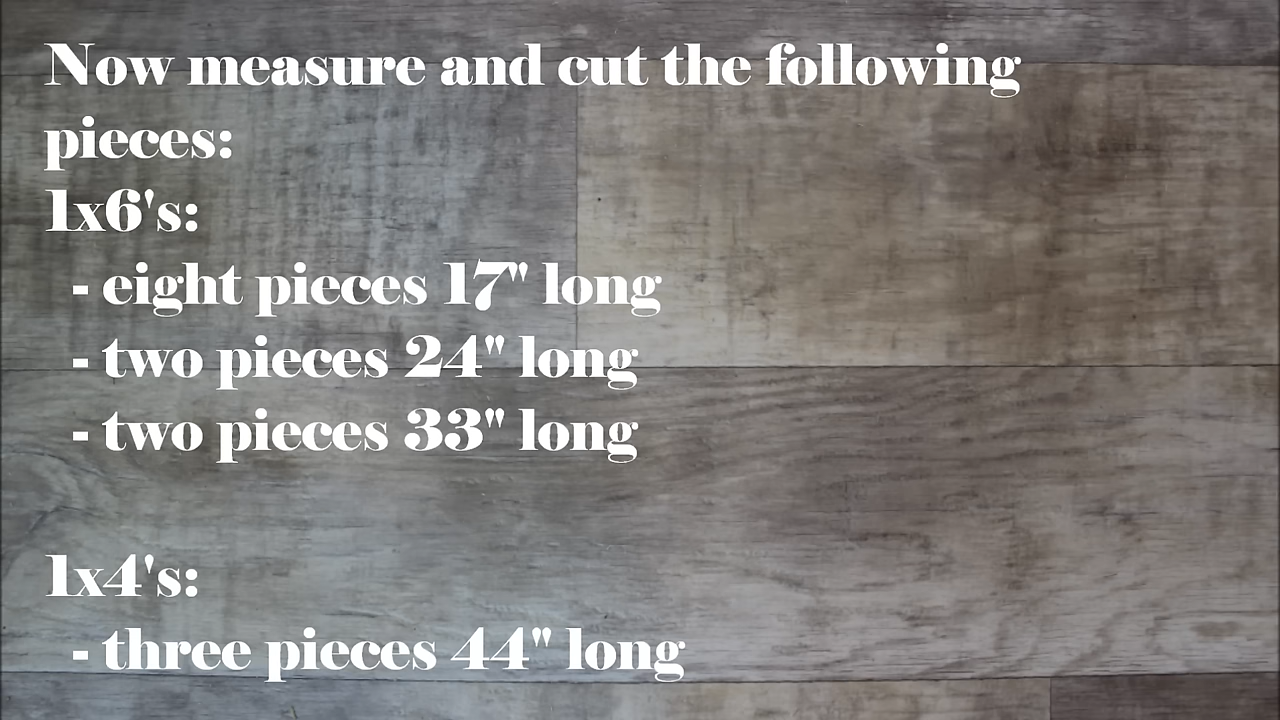 Now measure and cut the following
pieces:
1x6's:
- eight pieces 17" long
- two pieces 24" long
- two pieces 33" long
1x4's:
- three pieces 44" long